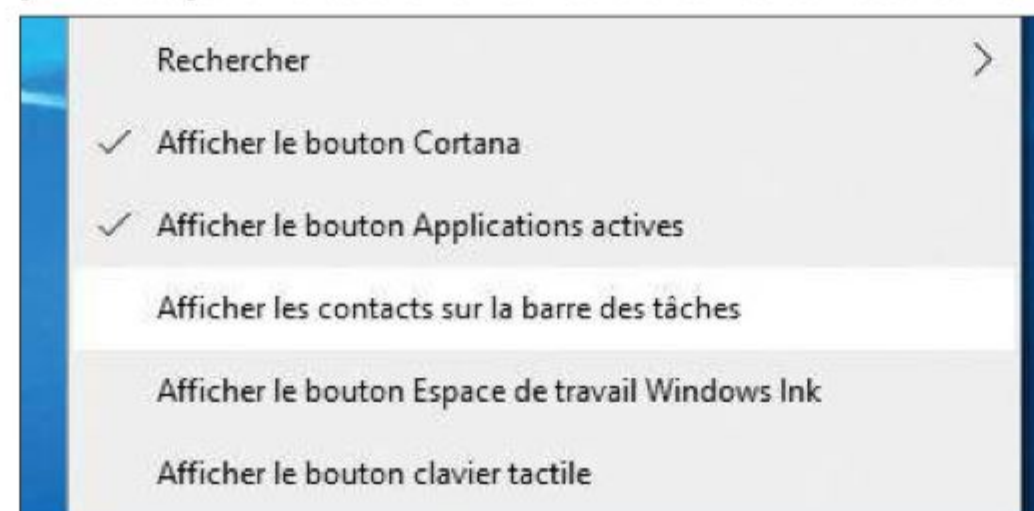 Rechercher
Afficher le bouton Cortana
Afficher le bouton Applications actives
Afficher les contacts sur la barre des tâches
Afficher le bouton Espace de travail Windows Ink
Afficher le bouton clavier tactile